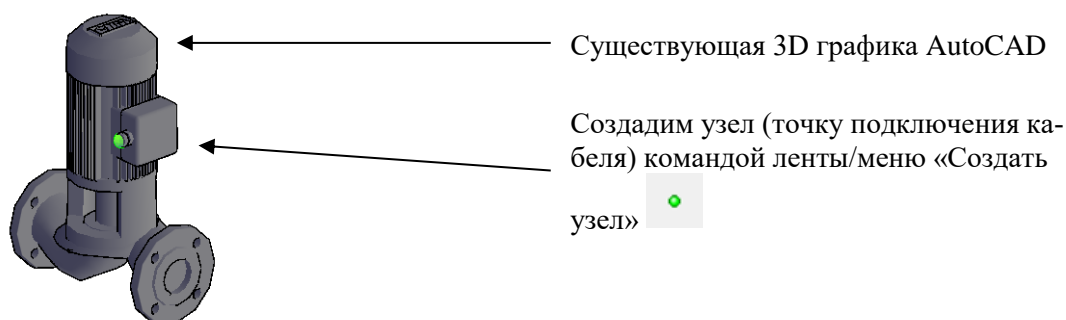 Существующая 3D графика AutoCAD
Создадим узел (точку подключения ка-
беля) командой ленты/меню «Создать
узел»